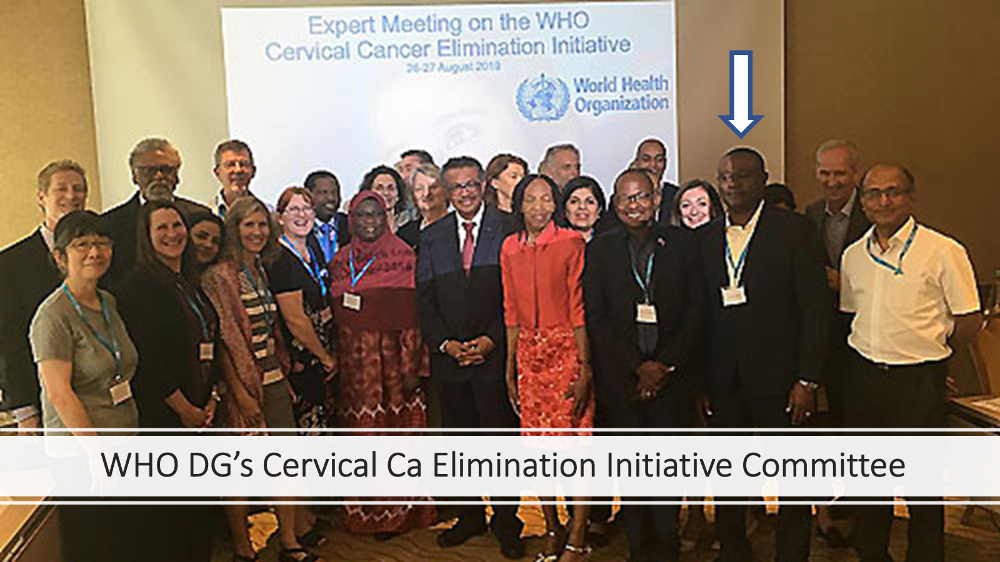 Expert Meeting on the WHO
Cervical Cancer Elimination Initiative
26-27 August 2019
World Health
Organization
WHO DG’s Cervical Ca Elimination Initiative Committee